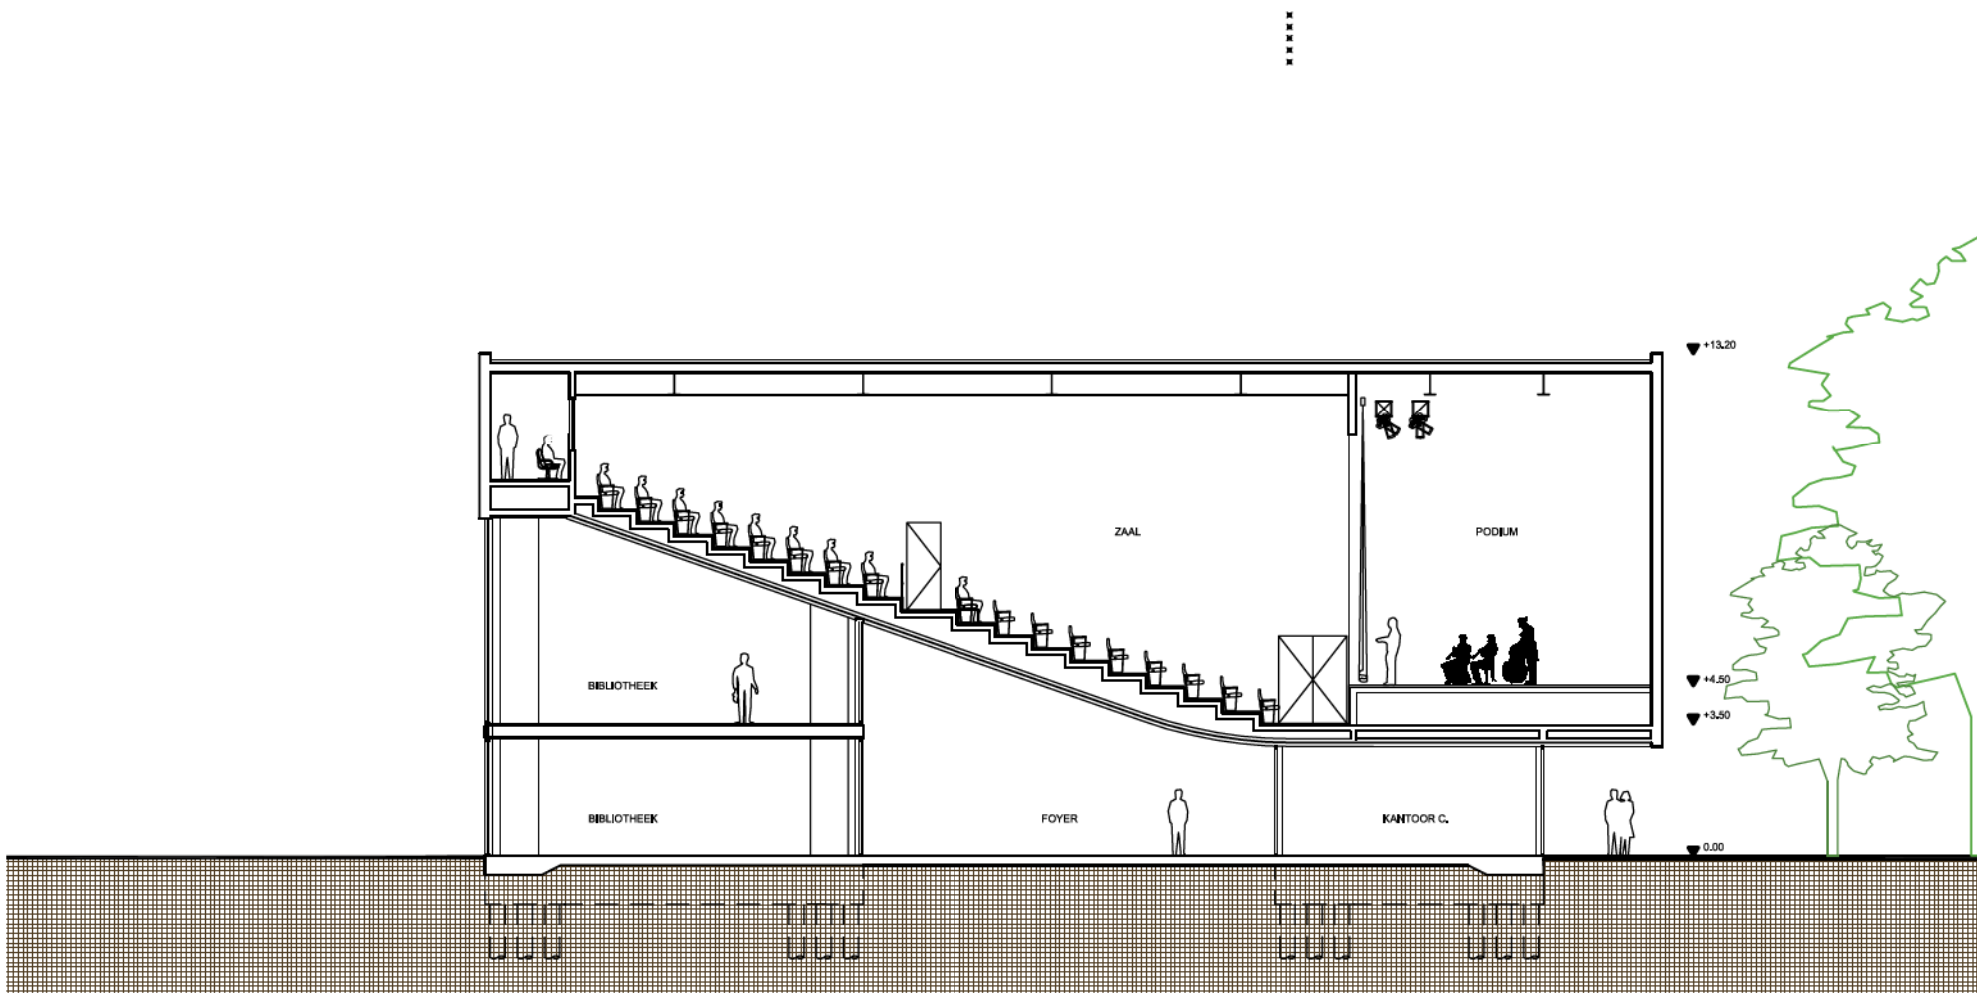 +13.20
ZAAL
PODIUM
BIBLIOTHEEK
+4.50
+3.50
BIBLIOTHEEK
FOYER
KANTOOR C.
0.00